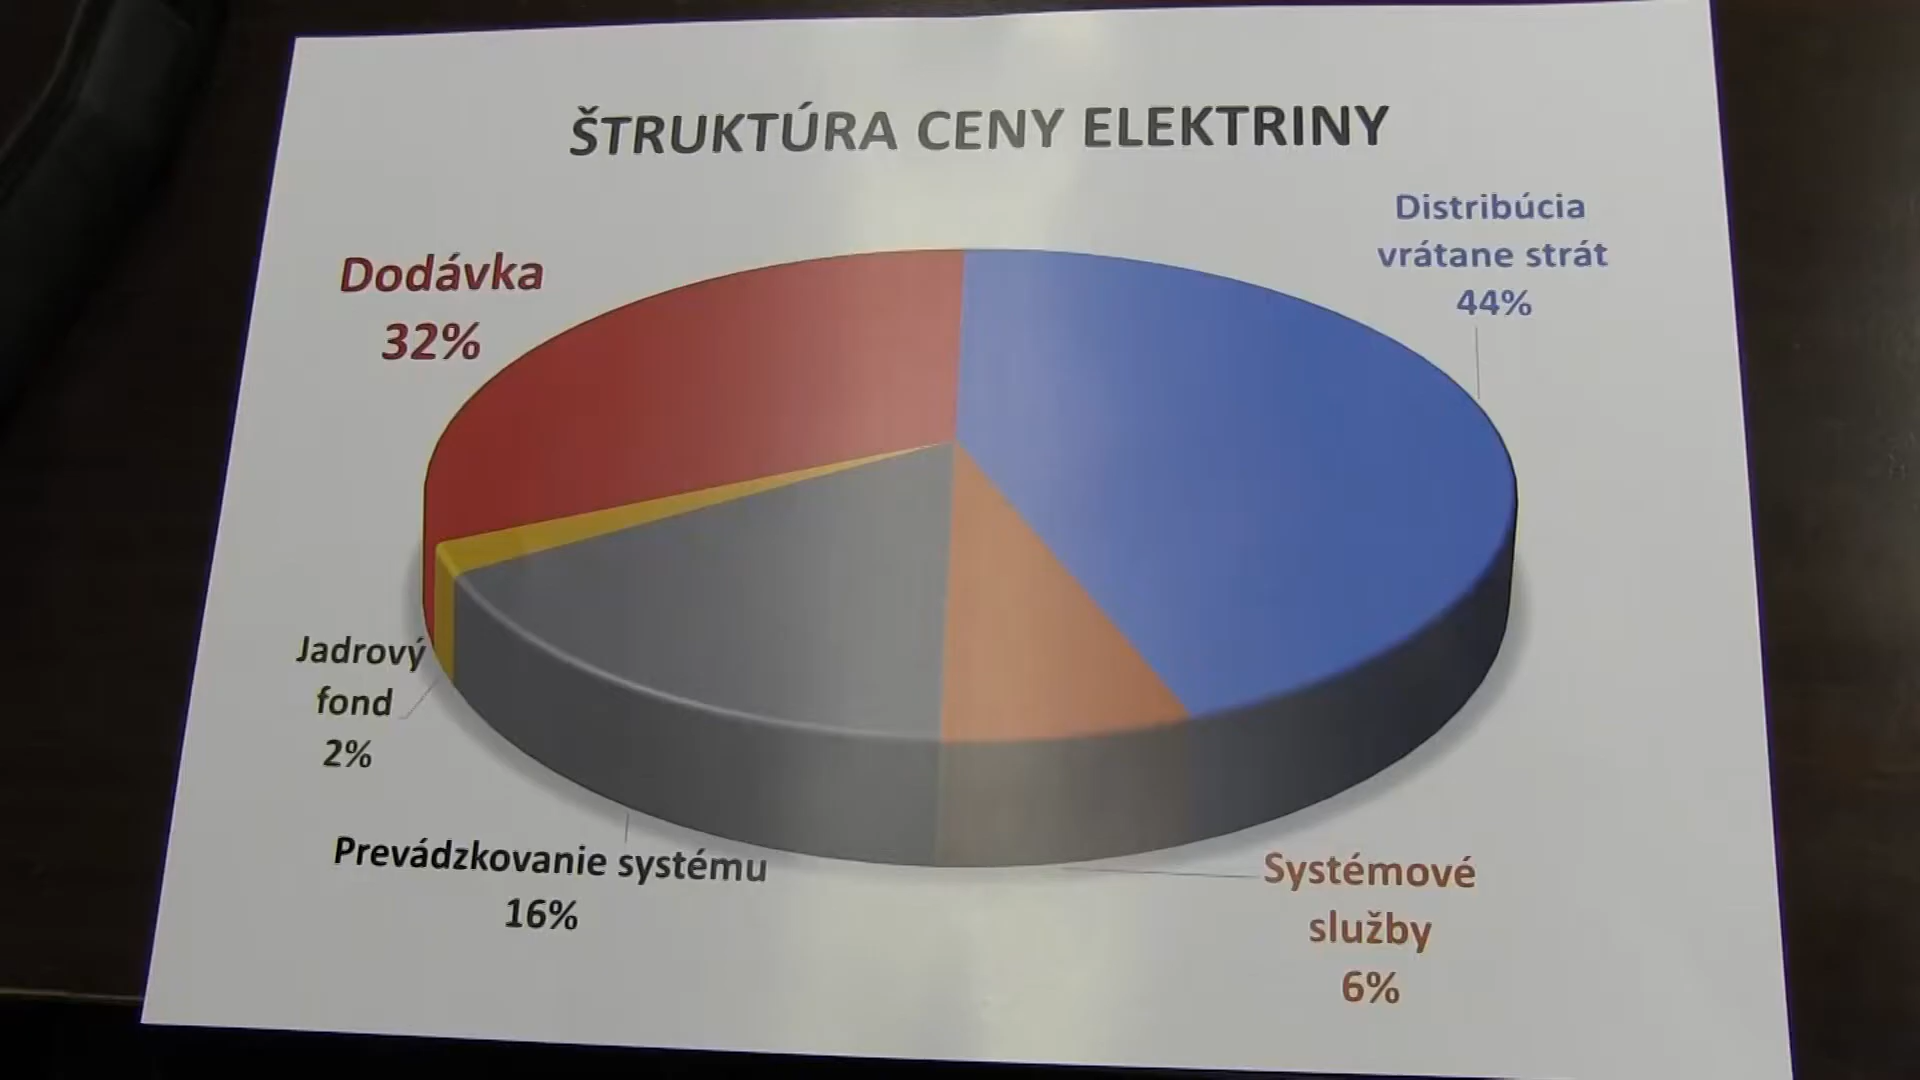 ŠTRUKTÚRA CENY ELEKTRINY
Distribúcia
vrátane strát
44%
Dodávka
32%
Jadrový
fond
2%
Prevádzkovanie systému
16%
Systémové
služby
6%